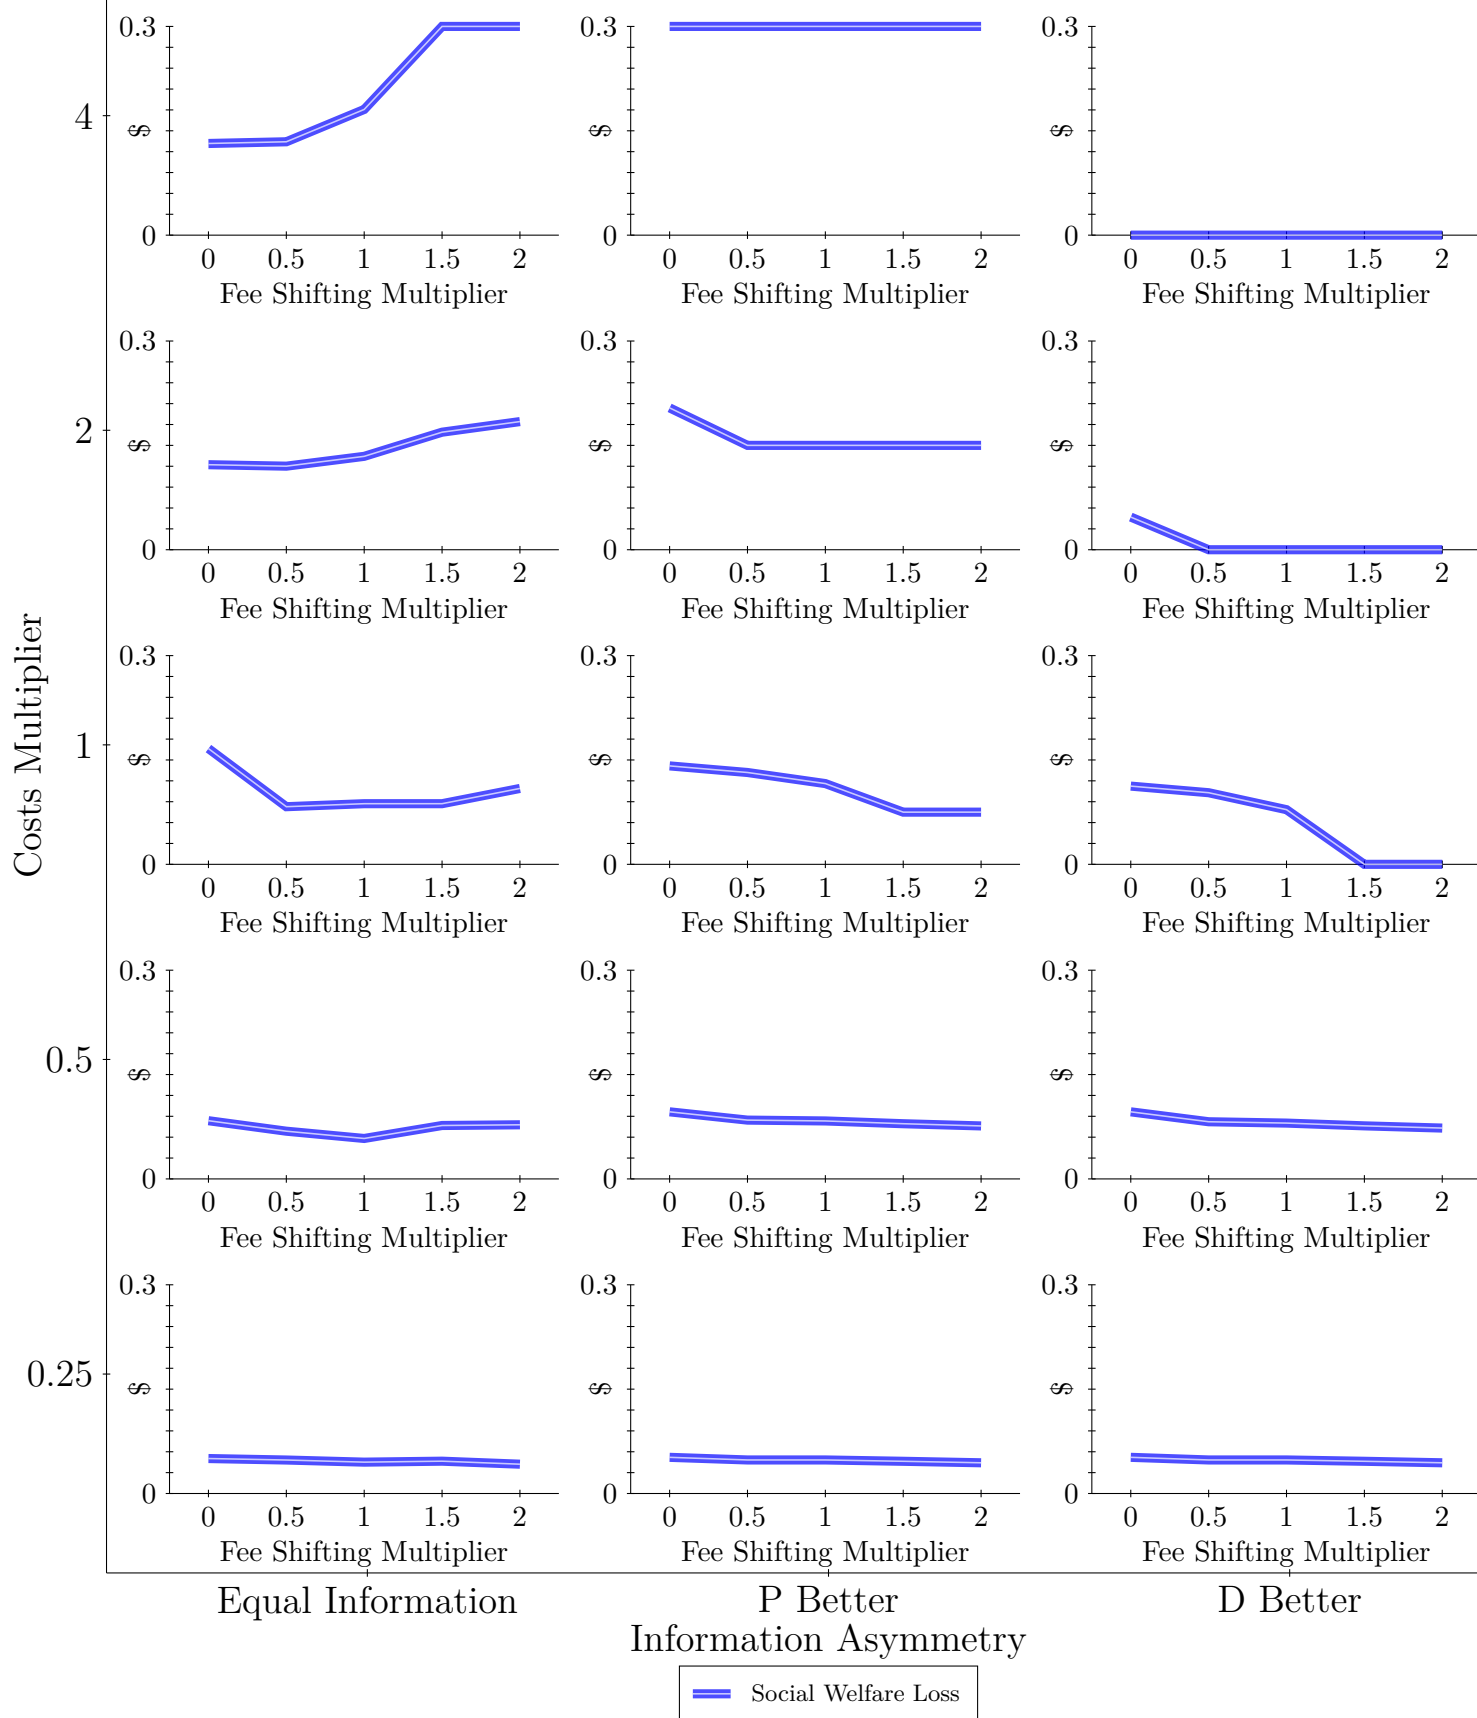 0.3 0.3 0.3
4 $ $ $
0 0 0
0 0.5 1 1.5 2 0 0.5 1 1.5 2 0 0.5 1 1.5 2
Fee Shifting Multiplier Fee Shifting Multiplier Fee Shifting Multiplier
0.3 0.3 0.3
2 $ $ $
0 0 0
0 0.5 1 1.5 2 0 0.5 1 1.5 2 0 0.5 1 1.5 2
Fee Shifting Multiplier Fee Shifting Multiplier Fee Shifting Multiplier
Costs Multiplier
0.3 0.3 0.3
1 $ $ $
0 0 0
0 0.5 1 1.5 2 0 0.5 1 1.5 2 0 0.5 1 1.5 2
Fee Shifting Multiplier Fee Shifting Multiplier Fee Shifting Multiplier
0.3 0.3 0.3
0.5 $ $ $
0 0 0
0 0.5 1 1.5 2 0 0.5 1 1.5 2 0 0.5 1 1.5 2
Fee Shifting Multiplier Fee Shifting Multiplier Fee Shifting Multiplier
0.3 0.3 0.3
0.25 $ $ $
0 0 0
0 0.5 1 1.5 2 0 0.5 1 1.5 2 0 0.5 1 1.5 2
Fee Shifting Multiplier Fee Shifting Multiplier Fee Shifting Multiplier
Equal Information P Better D Better
Information Asymmetry
Social Welfare Loss